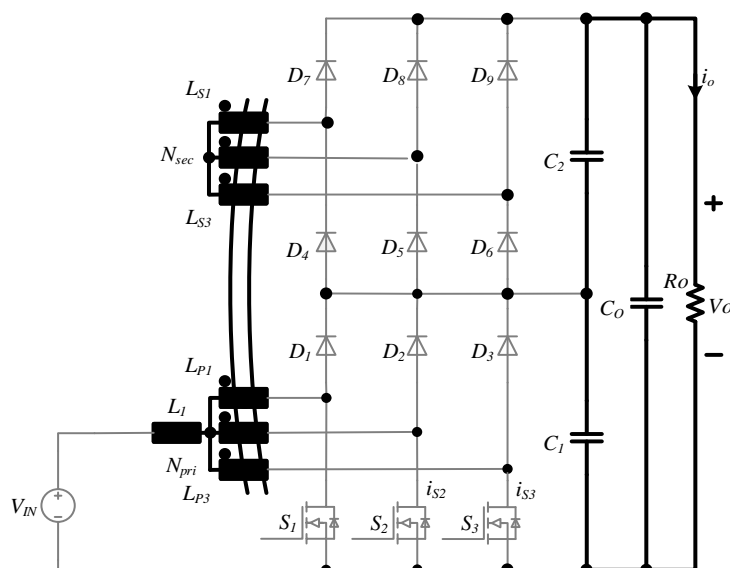 D7 D8 D9 io
LS1
Nsec C2 +
LS3
D4 D5 D6
CO RO VO
D1 D2 D3 −
LP1
L1 C1
Npri
LP3 iS2 iS3
VIN + − S1 S2 S3